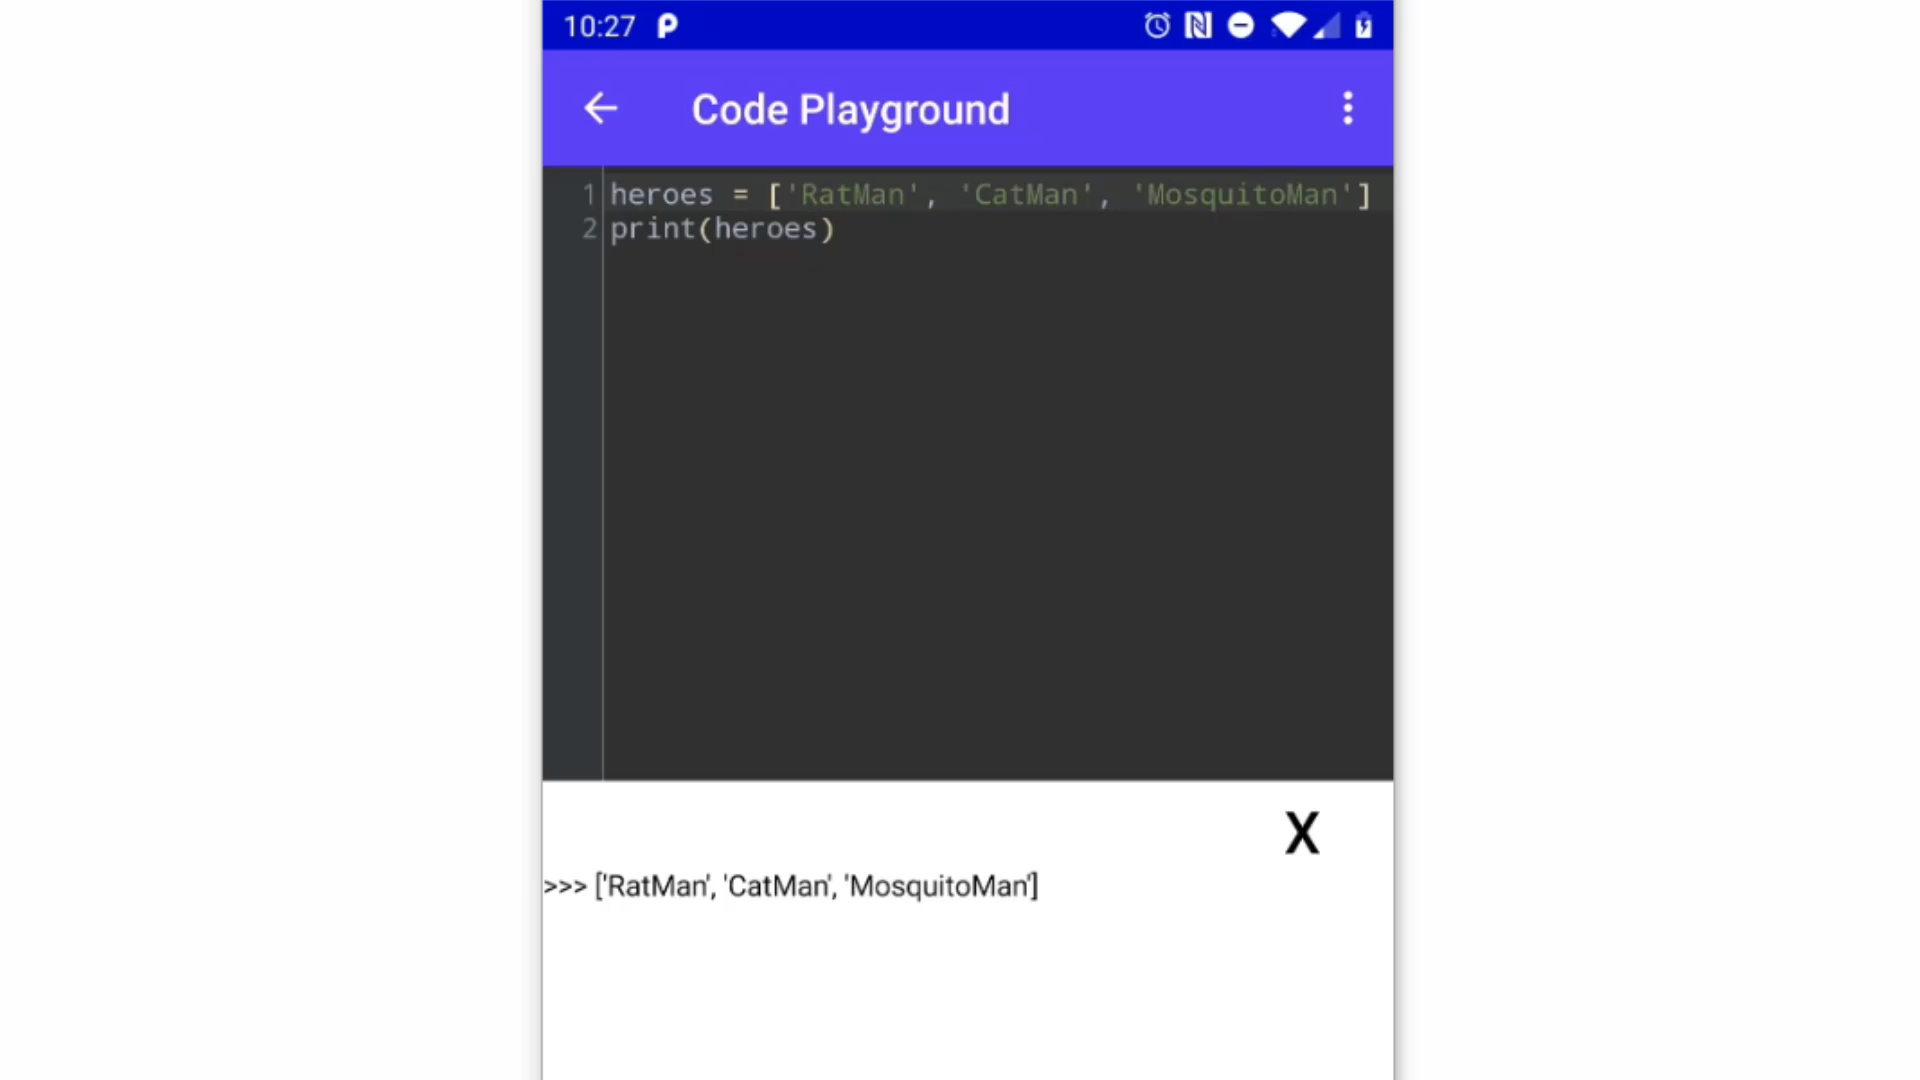 10:27
Code Playground
1 heroes = ['RatMan', 'CatMan', 'MosquitoMan']
2 print(heroes)
X
>>> ['RatMan', 'CatMan', 'MosquitoMan']